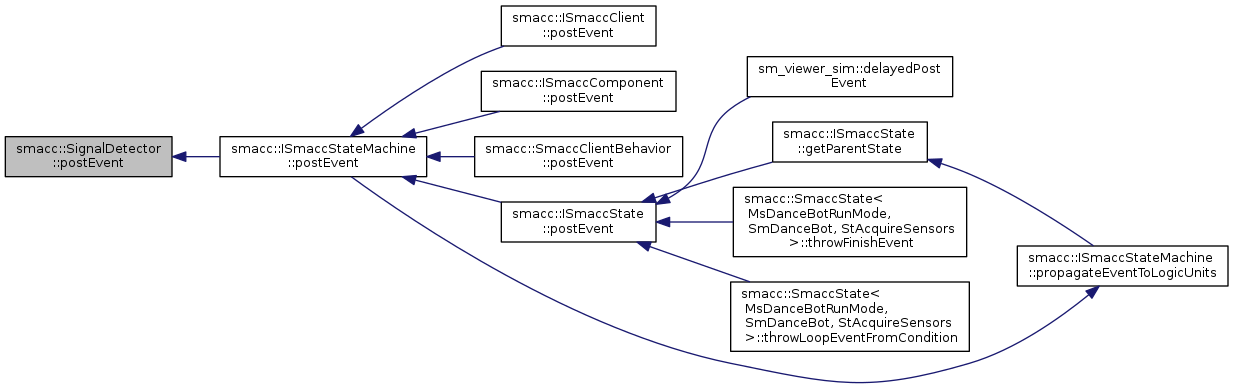 smacc::SignalDetector
::postEvent
smacc::ISmaccStateMachine
::postEvent
smacc::ISmaccClient
::postEvent
smacc::ISmaccComponent
::postEvent
smacc::SmaccClientBehavior
::postEvent
smacc::ISmaccState
::postEvent
sm_viewer_sim::delayedPost
Event
smacc::ISmaccState
::getParentState
smacc::SmaccState<
MsDanceBotRunMode,
SmDanceBot, StAcquireSensors
>::throwFinishEvent
smacc::SmaccState<
MsDanceBotRunMode,
SmDanceBot, StAcquireSensors
>::throwLoopEventFromCondition
smacc::ISmaccStateMachine
::propagateEventToLogicUnits